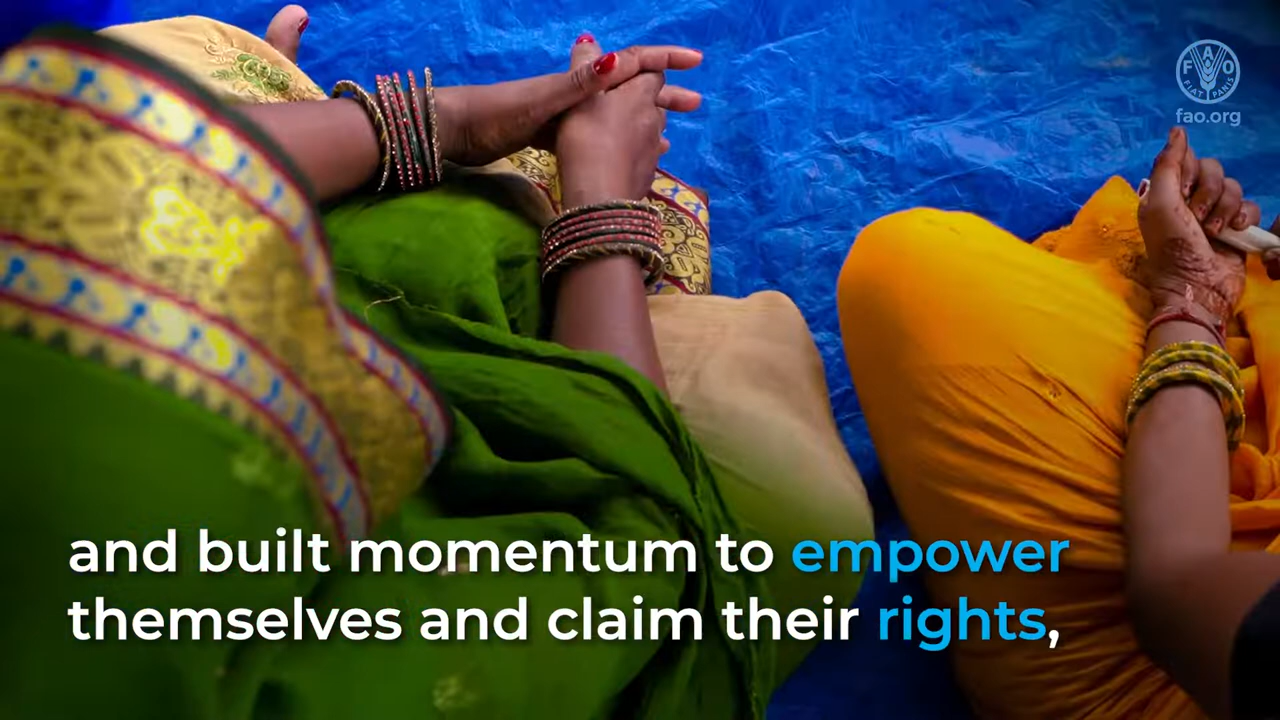 F A O
FIAT PANIS
fao.org
and built momentum to empower
themselves and claim their rights,